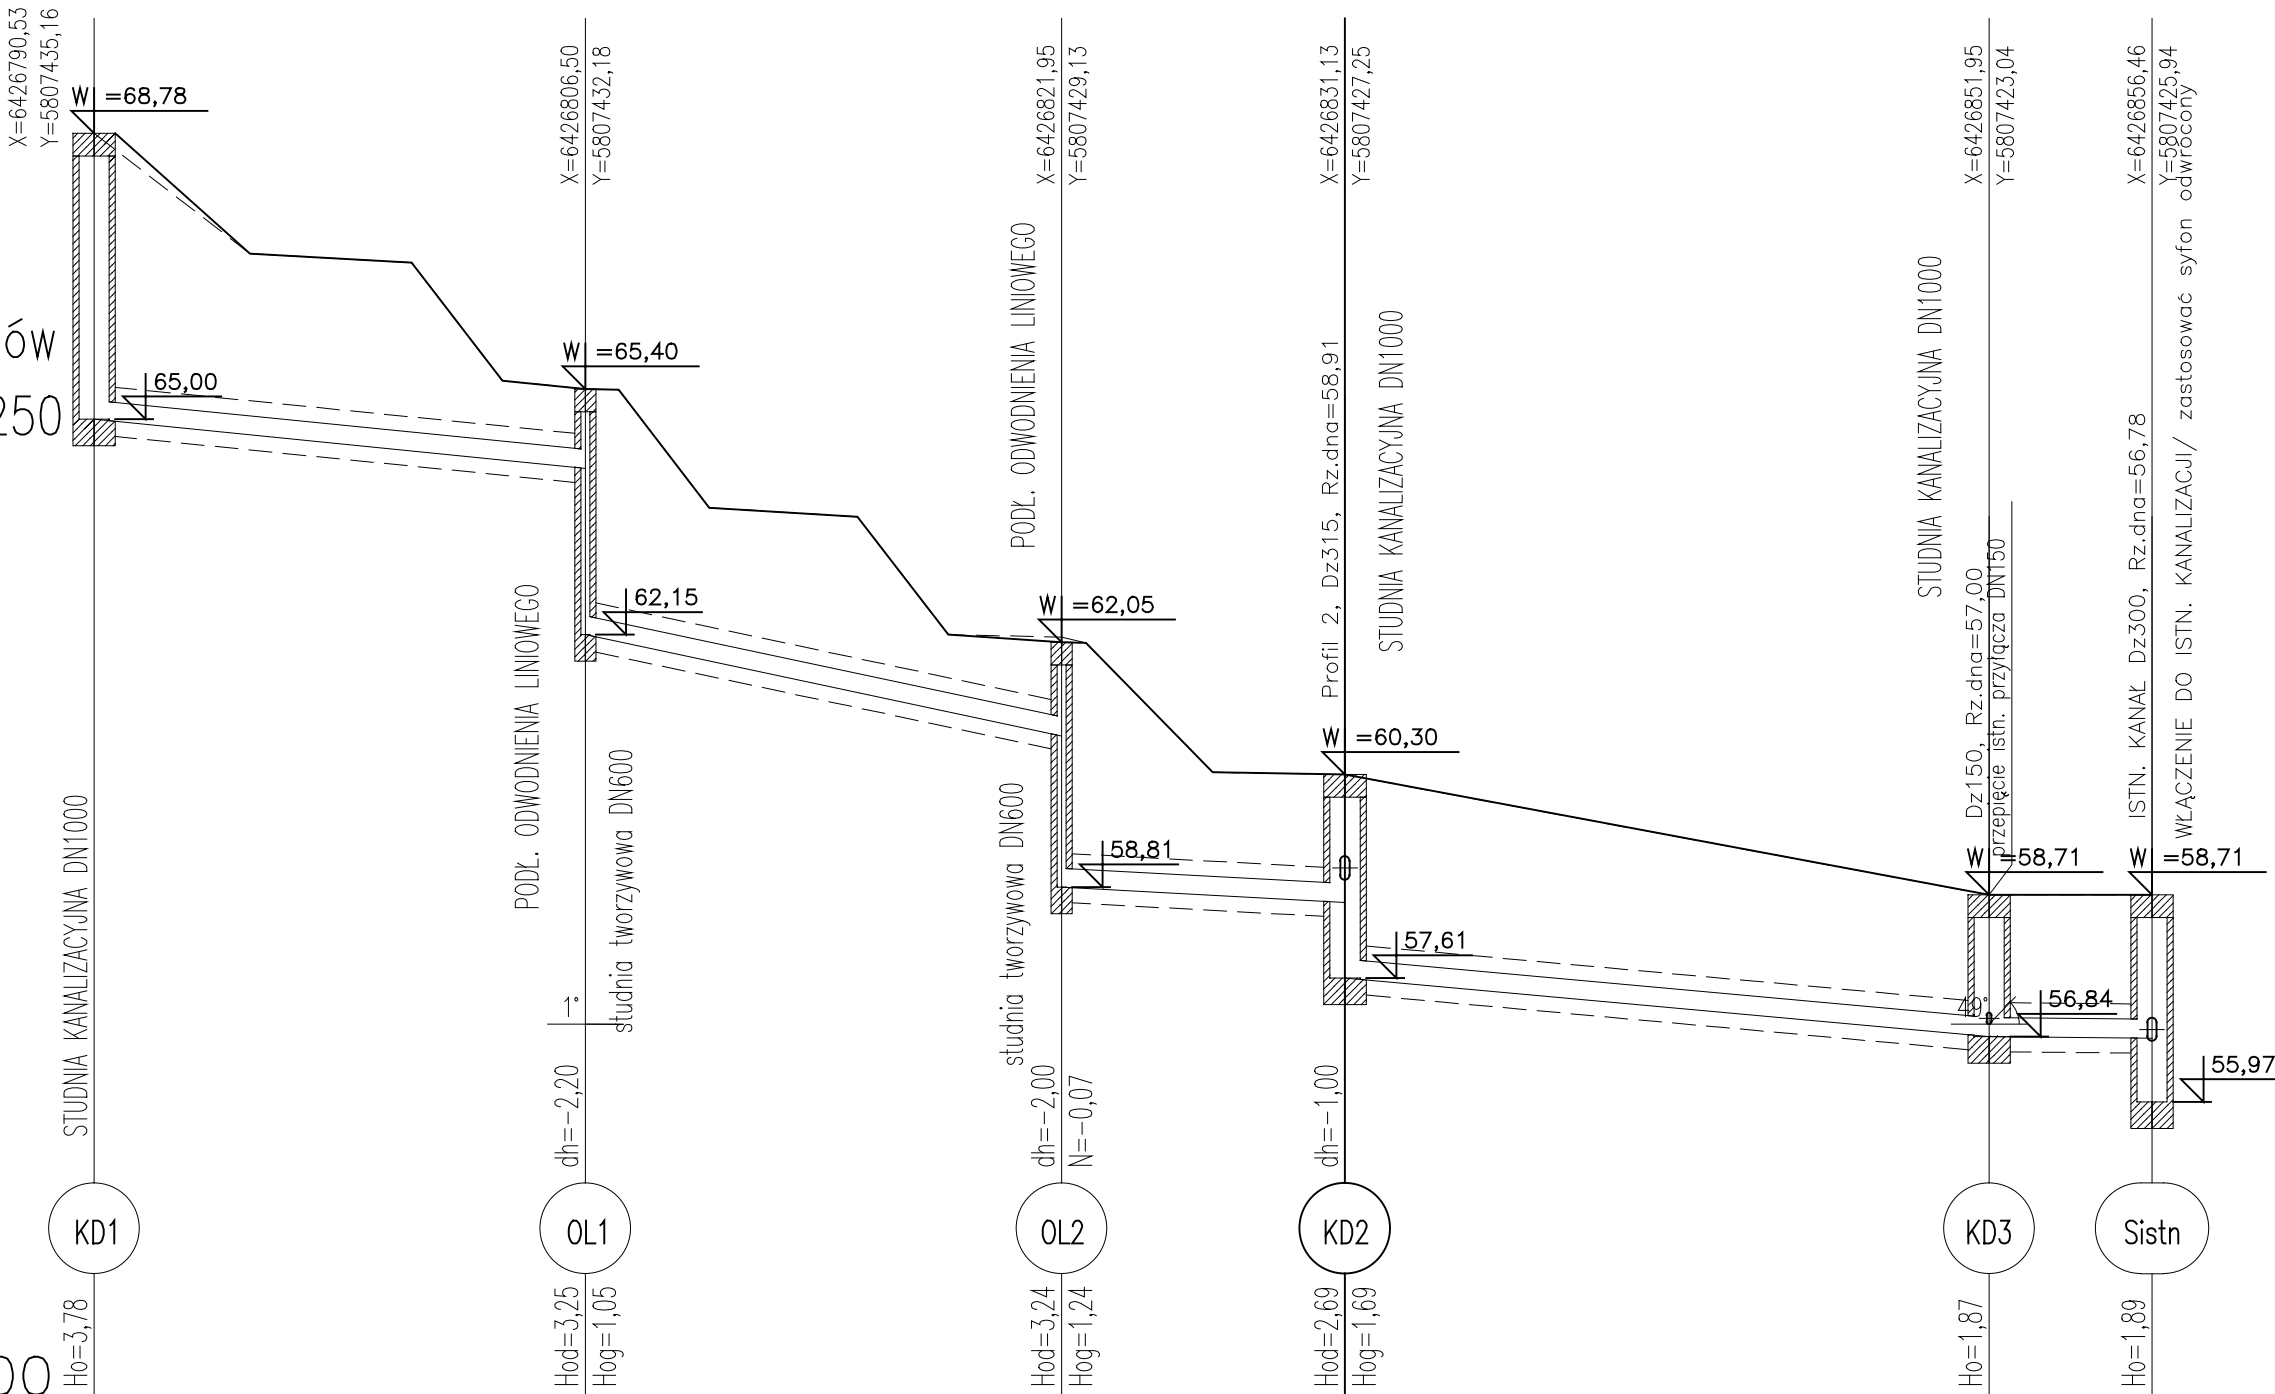 X=6426790,53
Y=5807435,16
W =68,78
65,00
ÓW
250
STUDNIA KANALIZACYJNA DN1000
KD1
Ho=3,78
00
X=6426806,50
Y=5807432,18
W =65,40
62,15
PODŁ. ODWODNIENIA LINIOWEGO
studnia tworzywowa DN600
1°
dh=-2,20
OL1
Hod=3,25
Hog=1,05
X=6426821,95
Y=5807429,13
PODŁ. ODWODNIENIA LINIOWEGO
W =62,05
58,81
studnia tworzywowa DN600
dh=-2,00
N=-0,07
OL2
Hod=3,24
Hog=1,24
X=6426831,13
Y=5807427,25
Profil 2, Dz315, Rz.dna=58,91
STUDNIA KANALIZACYJNA DN1000
W =60,30
57,61
dh=-1,00
KD2
Hod=2,69
Hog=1,69
X=6426851,95
Y=5807423,04
STUDNIA KANALIZACYJNA DN1000
Dz150, Rz.dna=57,00
przepięcie istn. przyłącza DN150
W =58,71
49°
56,84
KD3
Ho=1,87
X=6426856,46
Y=5807425,94
ISTN. KANAŁ Dz300, Rz.dna=56,78
WŁĄCZENIE DO ISTN. KANALIZACJI/ zastosować syfon odwrócony
W =58,71
55,97
Sistn
Ho=1,89